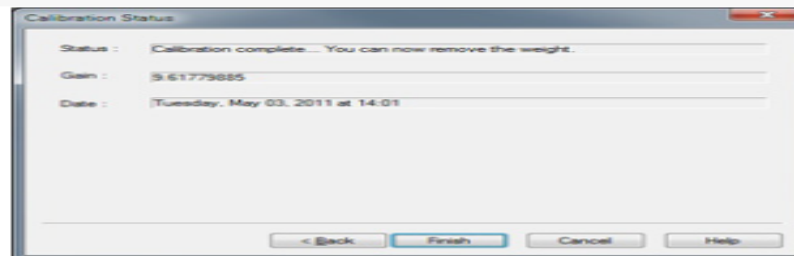 Calibration Status
Status : Calibration complete... You can now remove the weight.
Gain : 9.61779885
Date : Tuesday, May 03, 2011 at 14:01
< Back Finish Cancel Help